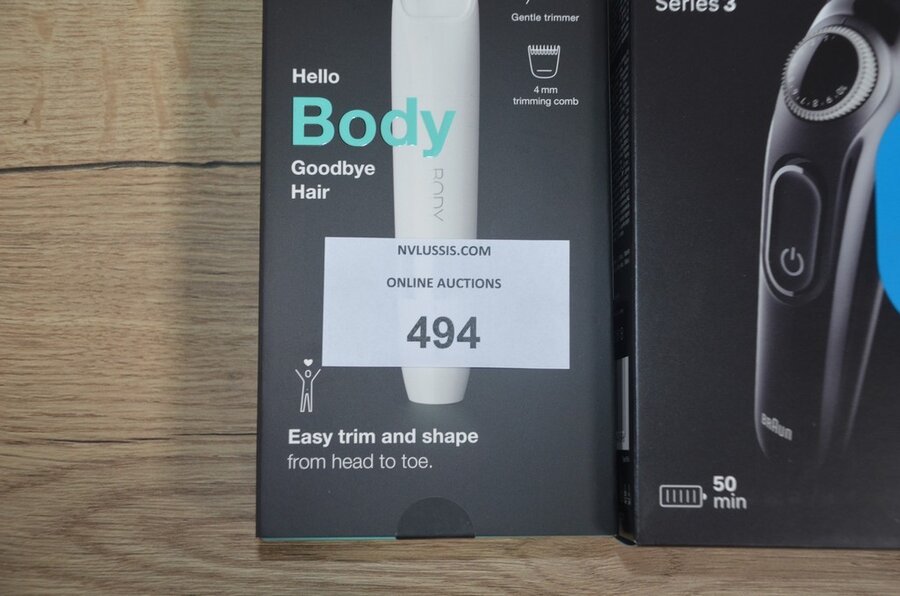 Gentle trimmer
4 mm
trimming comb
Hello
Body
Goodbye
Hair
BODY
NVLUSSIS.COM
ONLINE AUCTIONS
494
Easy trim and shape
from head to toe.
Series 3
BRAUN
50
min